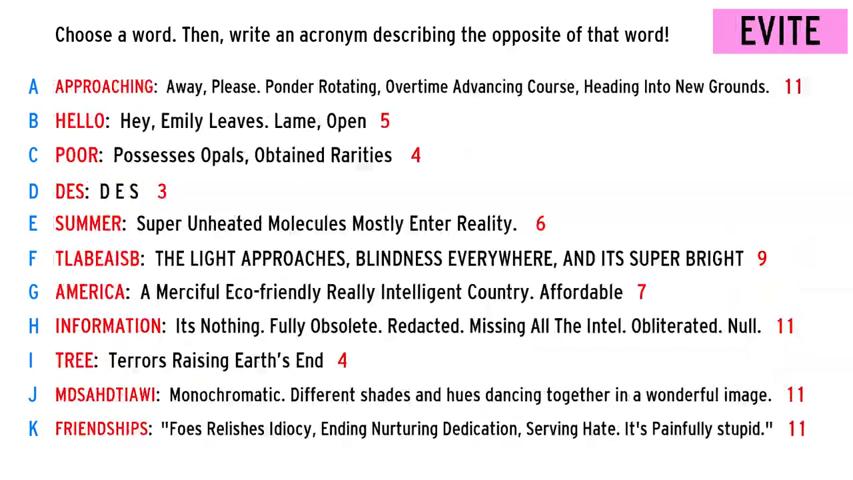 Choose a word. Then, write an acronym describing the opposite of that word!
EVITE
A APPROACHING: Away, Please. Ponder Rotating, Overtime Advancing Course, Heading Into New Grounds. 11
B HELLO: Hey, Emily Leaves. Lame, Open 5
C POOR: Possesses Opals, Obtained Rarities 4
D DES: D E S 3
E SUMMER: Super Unheated Molecules Mostly Enter Reality. 6
F TLABEAISB: THE LIGHT APPROACHES, BLINDNESS EVERYWHERE, AND ITS SUPER BRIGHT 9
G AMERICA: A Merciful Eco-friendly Really Intelligent Country. Affordable 7
H INFORMATION: Its Nothing. Fully Obsolete. Redacted. Missing All The Intel. Obliterated. Null. 11
I TREE: Terrors Raising Earth's End 4
J MDSAHDTIAWI: Monochromatic. Different shades and hues dancing together in a wonderful image. 11
K FRIENDSHIPS: "Foes Relishes Idiocy, Ending Nurturing Dedication, Serving Hate. It's Painfully stupid." 11